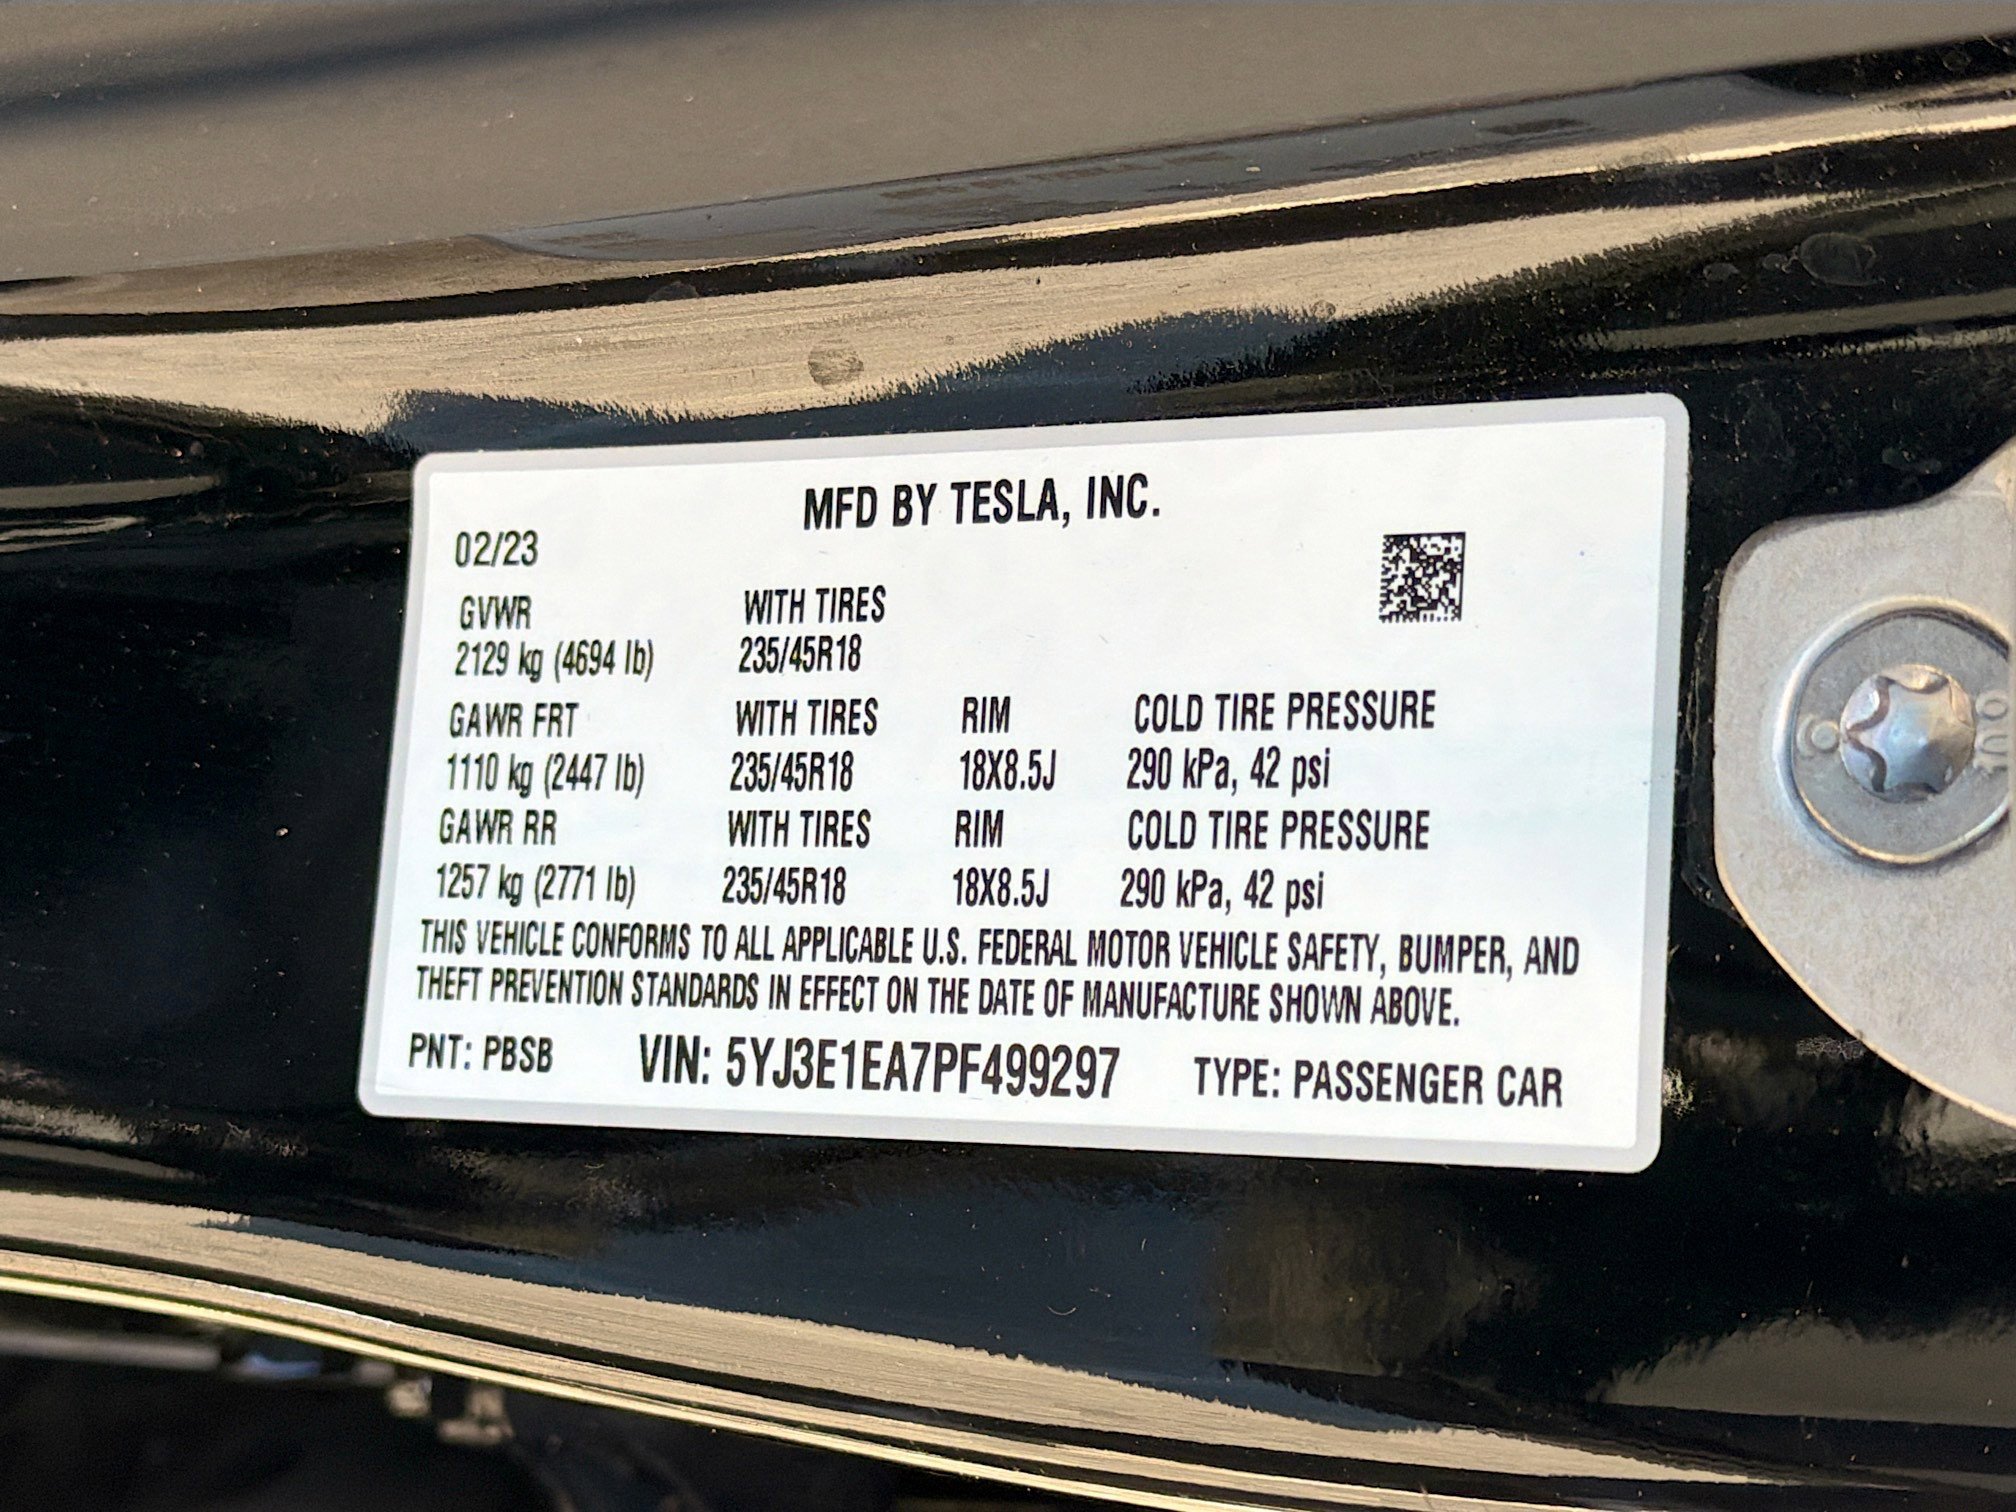 MFD BY TESLA, INC.
02/23
GVWR WITH TIRES
2129 kg (4694 lb) 235/45R18
GAWR FRT WITH TIRES RIM COLD TIRE PRESSURE
1110 kg (2447 lb) 235/45R18 18X8.5J 290 kPa, 42 psi
GAWR RR WITH TIRES RIM COLD TIRE PRESSURE
1257 kg (2771 lb) 235/45R18 18X8.5J 290 kPa, 42 psi
THIS VEHICLE CONFORMS TO ALL APPLICABLE U.S. FEDERAL MOTOR VEHICLE SAFETY, BUMPER, AND
THEFT PREVENTION STANDARDS IN EFFECT ON THE DATE OF MANUFACTURE SHOWN ABOVE.
PNT: PBSB VIN: 5YJ3E1EA7PF499297 TYPE: PASSENGER CAR